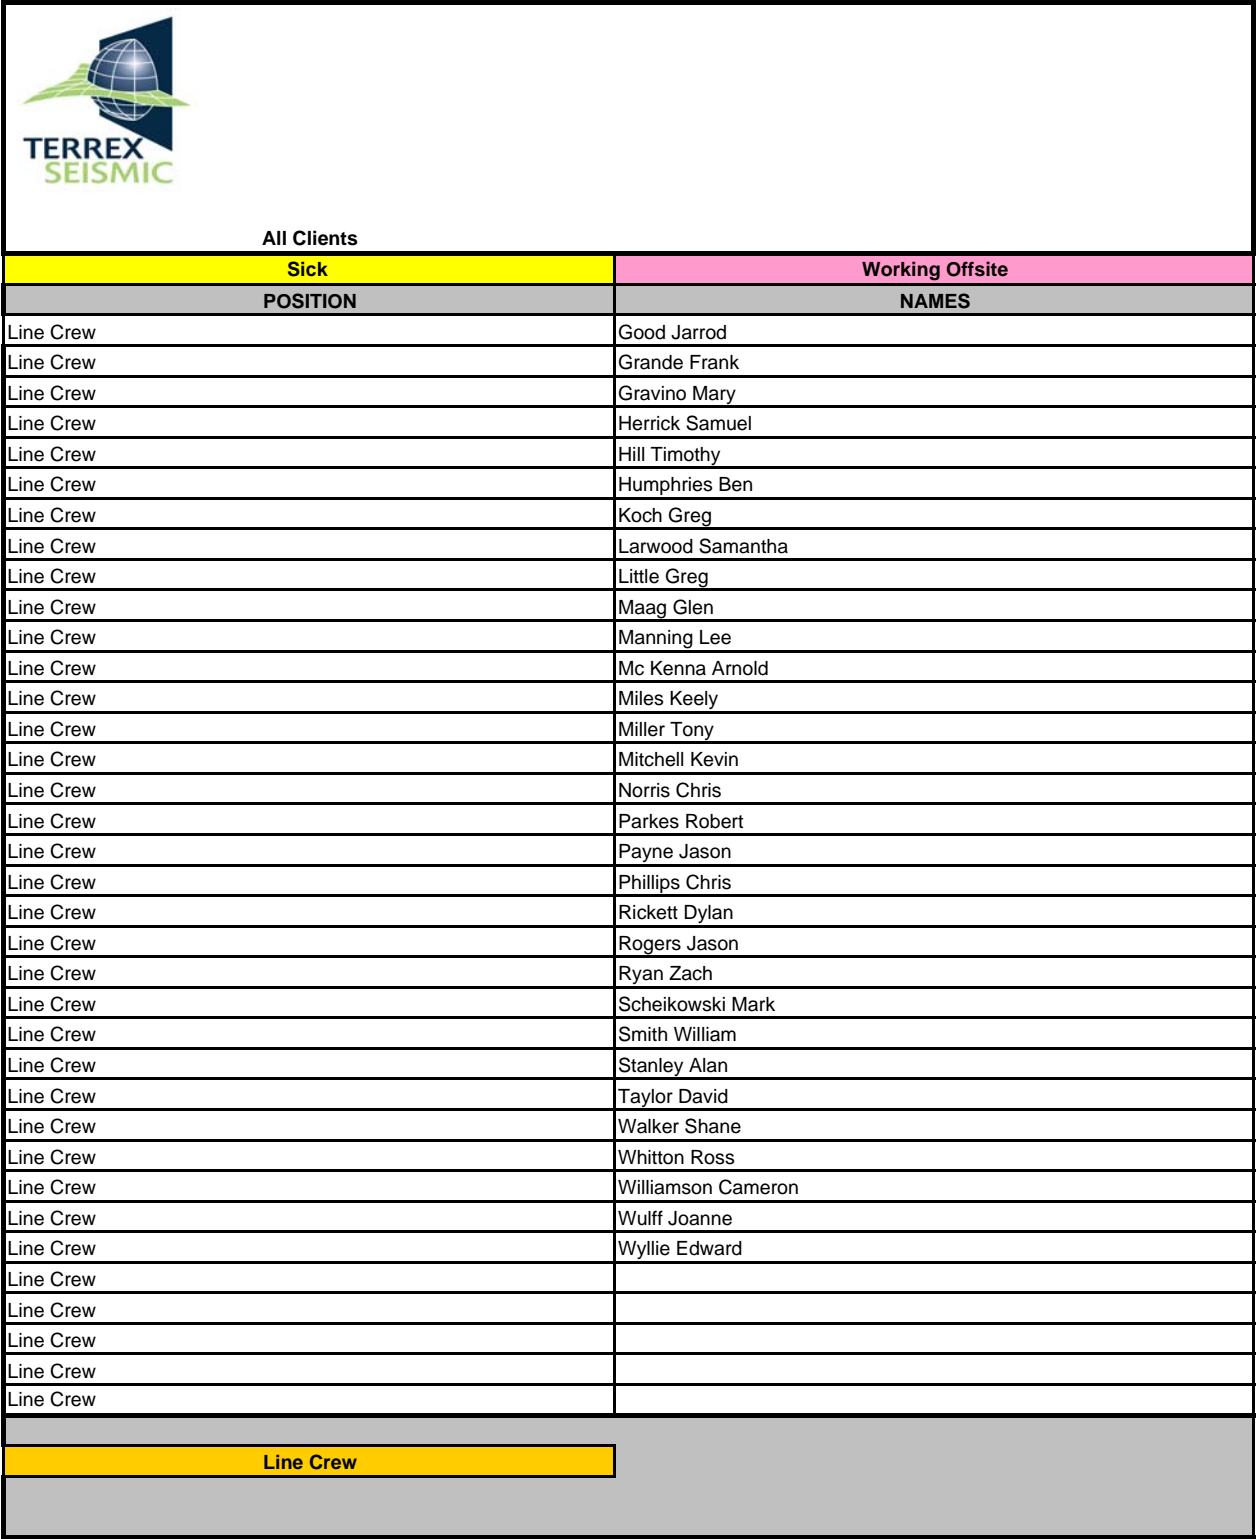 TERREX
SEISMIC
All Clients
Sick Working Offsite
POSITION NAMES
Line Crew Good Jarrod
Line Crew Grande Frank
Line Crew Gravino Mary
Line Crew Herrick Samuel
Line Crew Hill Timothy
Line Crew Humphries Ben
Line Crew Koch Greg
Line Crew Larwood Samantha
Line Crew Little Greg
Line Crew Maag Glen
Line Crew Manning Lee
Line Crew Mc Kenna Arnold
Line Crew Miles Keely
Line Crew Miller Tony
Line Crew Mitchell Kevin
Line Crew Norris Chris
Line Crew Parkes Robert
Line Crew Payne Jason
Line Crew Phillips Chris
Line Crew Rickett Dylan
Line Crew Rogers Jason
Line Crew Ryan Zach
Line Crew Scheikowski Mark
Line Crew Smith William
Line Crew Stanley Alan
Line Crew Taylor David
Line Crew Walker Shane
Line Crew Whitton Ross
Line Crew Williamson Cameron
Line Crew Wulff Joanne
Line Crew Wyllie Edward
Line Crew
Line Crew
Line Crew
Line Crew
Line Crew
Line Crew